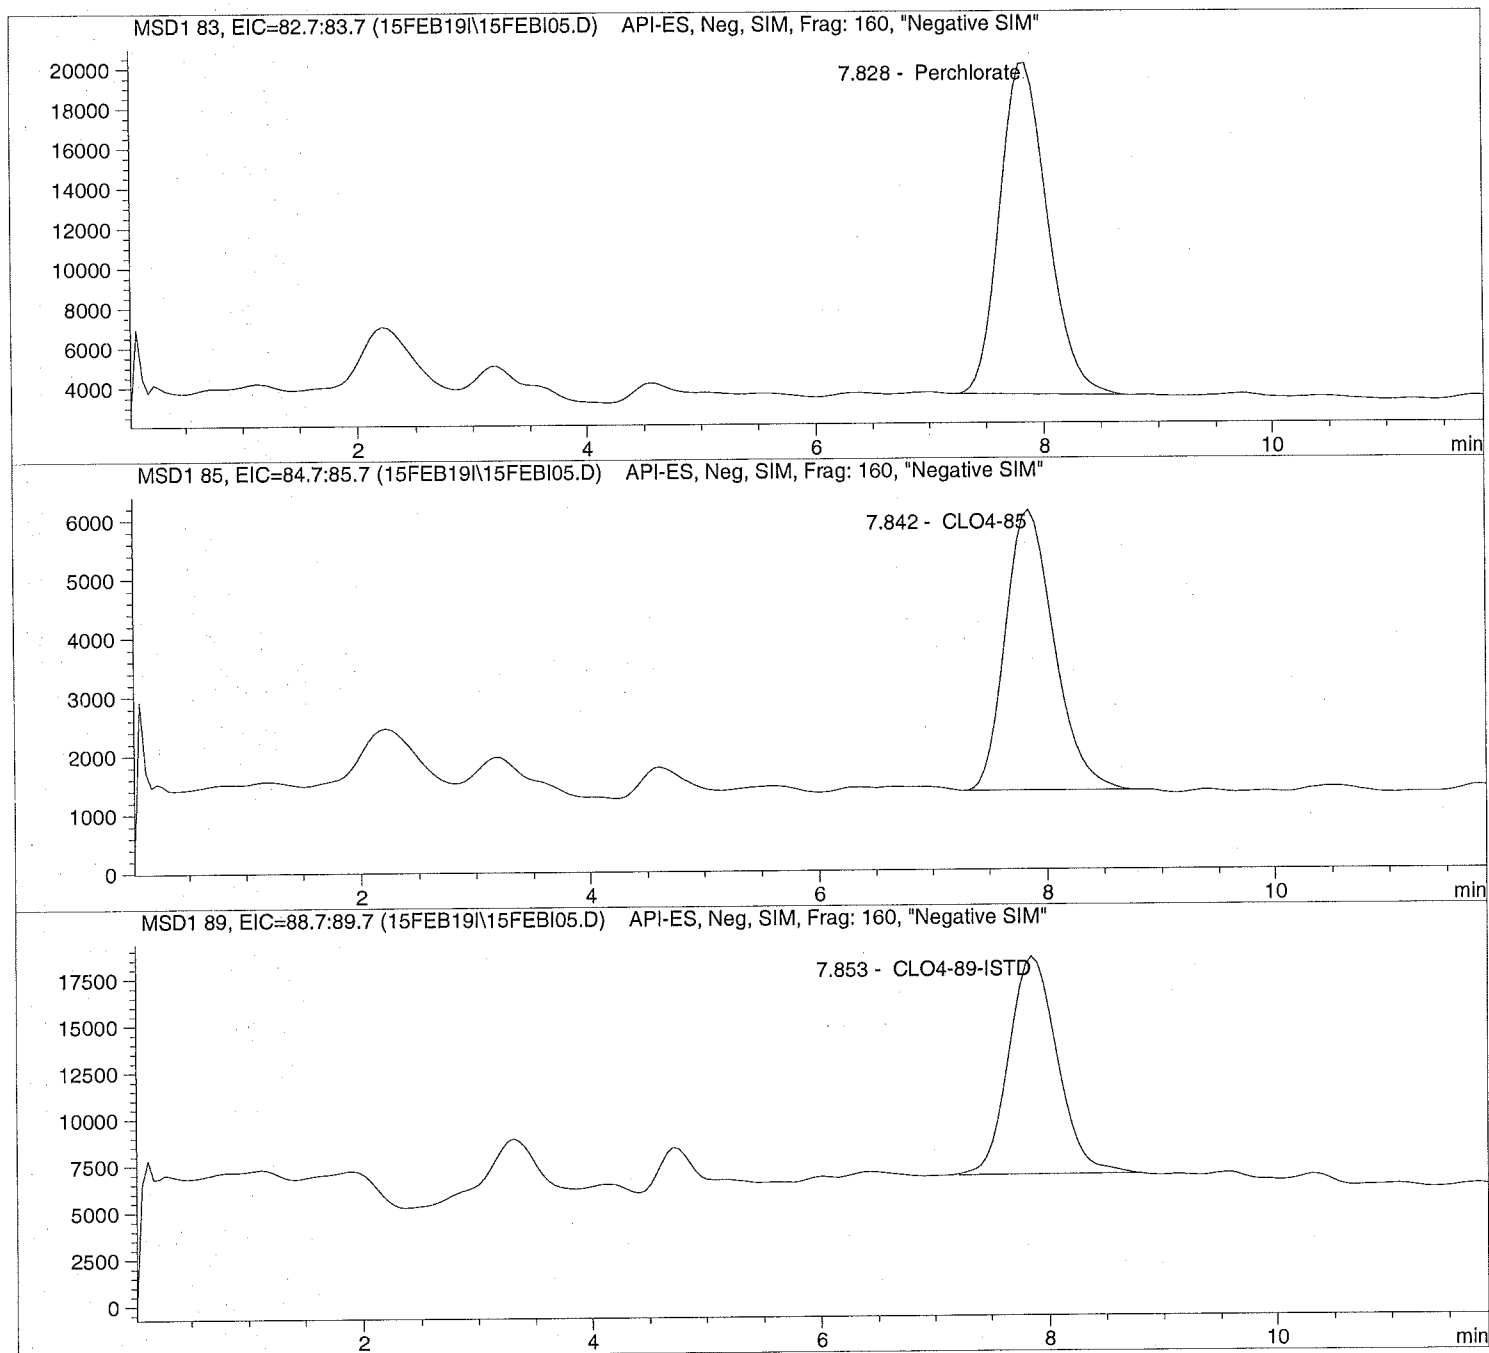 MSD1 83, EIC=82.7:83.7 (15FEB19I\15FEBI05.D) API-ES, Neg, SIM, Frag: 160, "Negative SIM"
7.828 - Perchlorate
20000
18000
16000
14000
12000
10000
8000
6000
4000
2 4 6 8 10 min
MSD1 85, EIC=84.7:85.7 (15FEB19I\15FEBI05.D) API-ES, Neg, SIM, Frag: 160, "Negative SIM"
7.842 - CLO4-85
6000
5000
4000
3000
2000
1000
0
2 4 6 8 10 min
MSD1 89, EIC=88.7:89.7 (15FEB19I\15FEBI05.D) API-ES, Neg, SIM, Frag: 160, "Negative SIM"
7.853 - CLO4-89-ISTD
17500
15000
12500
10000
7500
5000
2500
0
2 4 6 8 10 min